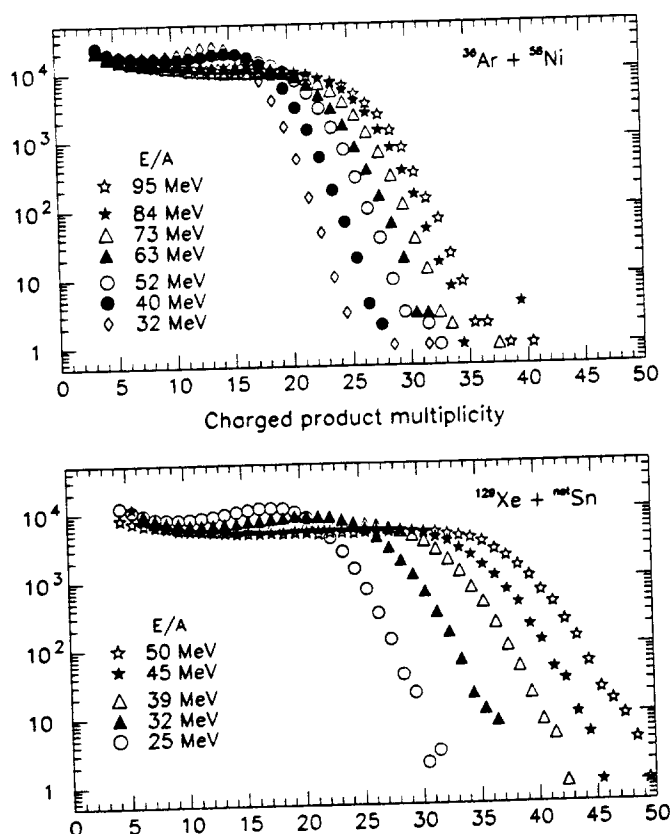 ³⁶Ar + ⁵⁸Ni
10⁴
10³
10²
10
1
E/A
95 MeV
84 MeV
73 MeV
63 MeV
52 MeV
40 MeV
32 MeV
0 5 10 15 20 25 30 35 40 45 50
Charged product multiplicity
¹²⁹Xe + ⁿᵃᵗSn
10⁴
10³
10²
10
1
E/A
50 MeV
45 MeV
39 MeV
32 MeV
25 MeV
0 5 10 15 20 25 30 35 40 45 50